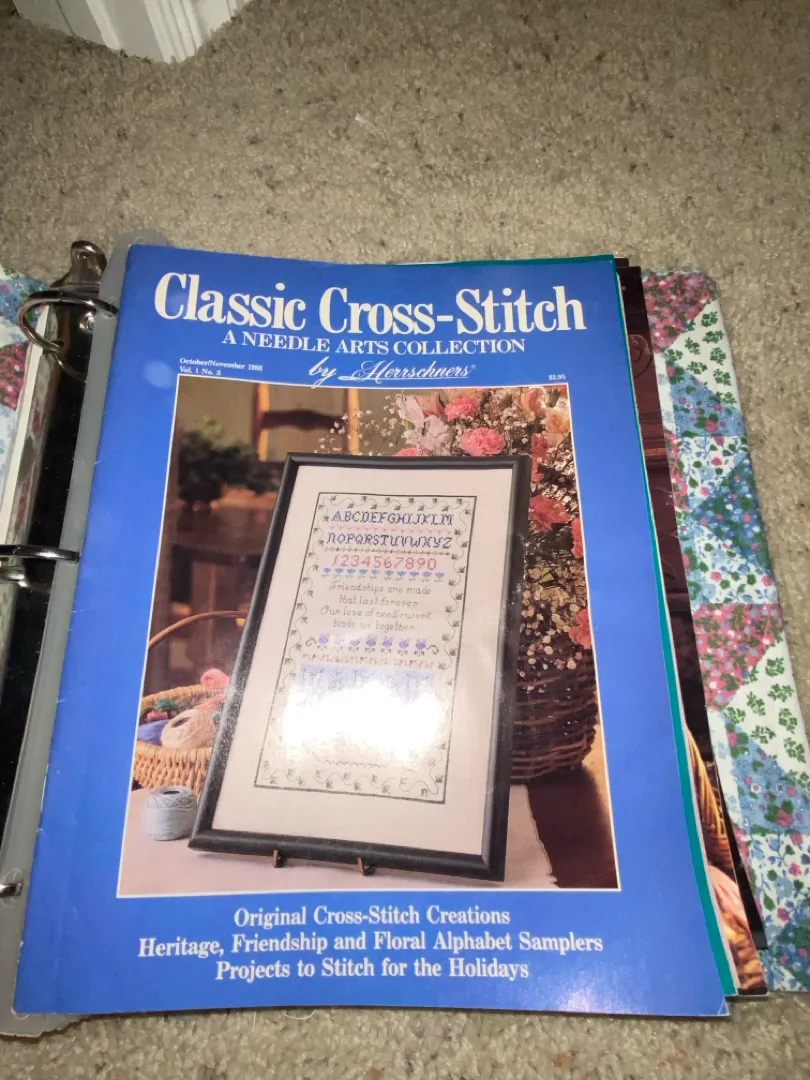 Classic Cross-Stitch
A NEEDLE ARTS COLLECTION
October/November 1988
Vol. 1 No. 2
by Herrschners®
$2.95
ABCDEFGHIJKLM
NOPQRSTUVWXYZ
1234567890
Friendships are made
that last forever
Our love of needlework
binds us together
Original Cross-Stitch Creations
Heritage, Friendship and Floral Alphabet Samplers
Projects to Stitch for the Holidays